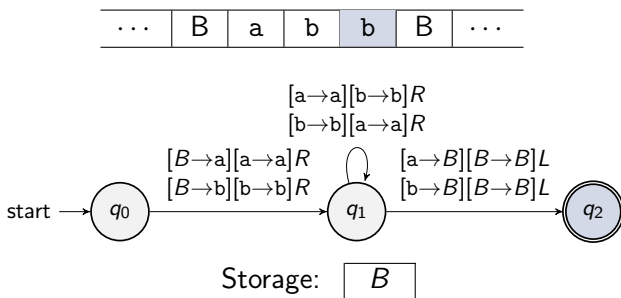 ⋯ B a b b B ⋯
[a→a][b→b]R
[b→b][a→a]R
[B→a][a→a]R [a→B][B→B]L
[B→b][b→b]R [b→B][B→B]L
start q₀ q₁ q₂
Storage: B